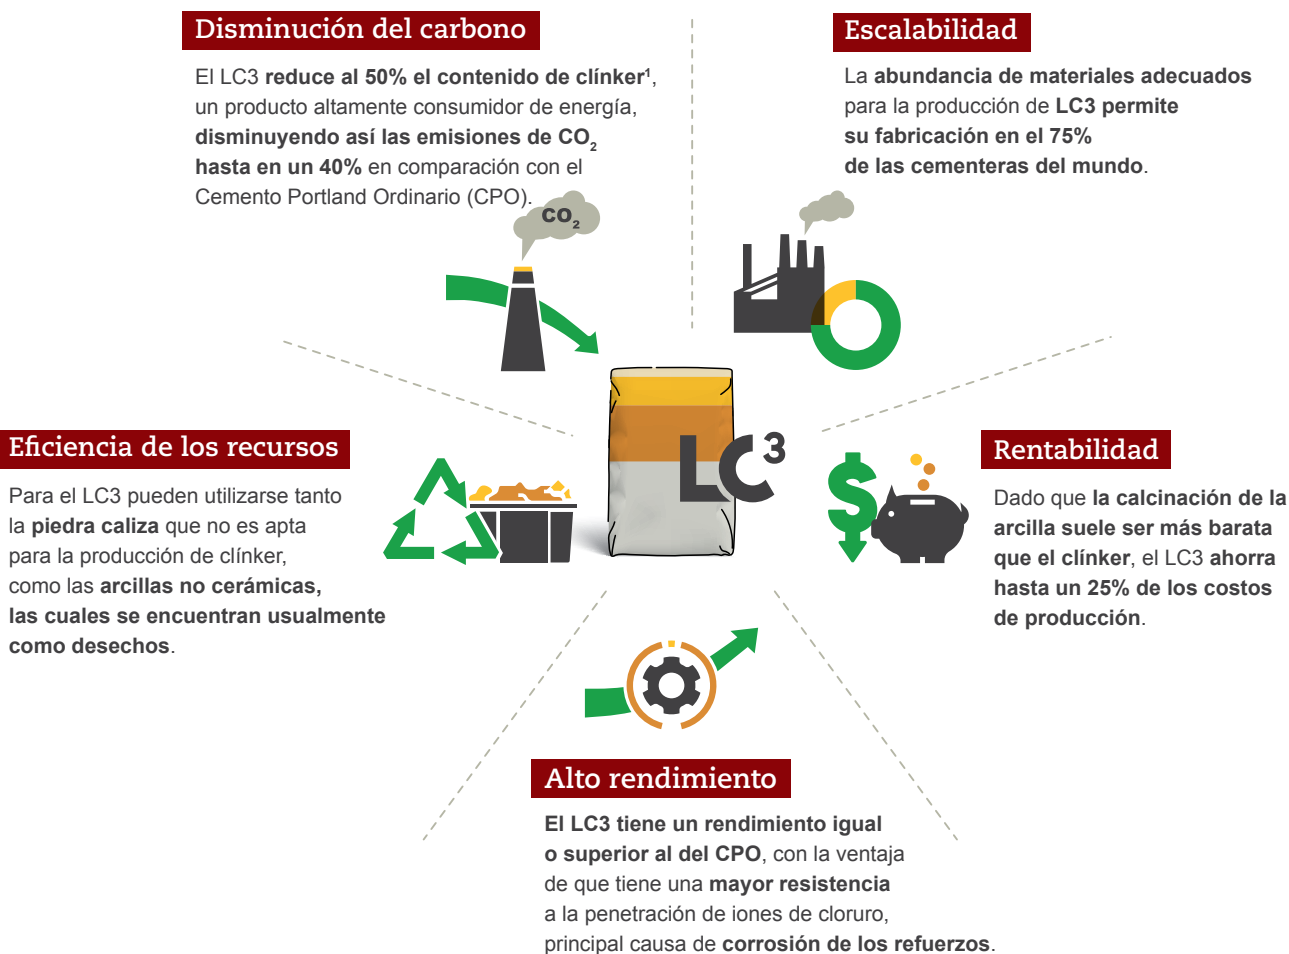 Disminución del carbono
El LC3 reduce al 50% el contenido de clínker¹,
un producto altamente consumidor de energía,
disminuyendo así las emisiones de CO₂
hasta en un 40% en comparación con el
Cemento Portland Ordinario (CPO).
CO₂
Escalabilidad
La abundancia de materiales adecuados
para la producción de LC3 permite
su fabricación en el 75%
de las cementeras del mundo.
Eficiencia de los recursos
Para el LC3 pueden utilizarse tanto
la piedra caliza que no es apta
para la producción de clínker,
como las arcillas no cerámicas,
las cuales se encuentran usualmente
como desechos.
LC³
Rentabilidad
Dado que la calcinación de la
arcilla suele ser más barata
que el clínker, el LC3 ahorra
hasta un 25% de los costos
de producción.
Alto rendimiento
El LC3 tiene un rendimiento igual
o superior al del CPO, con la ventaja
de que tiene una mayor resistencia
a la penetración de iones de cloruro,
principal causa de corrosión de los refuerzos.